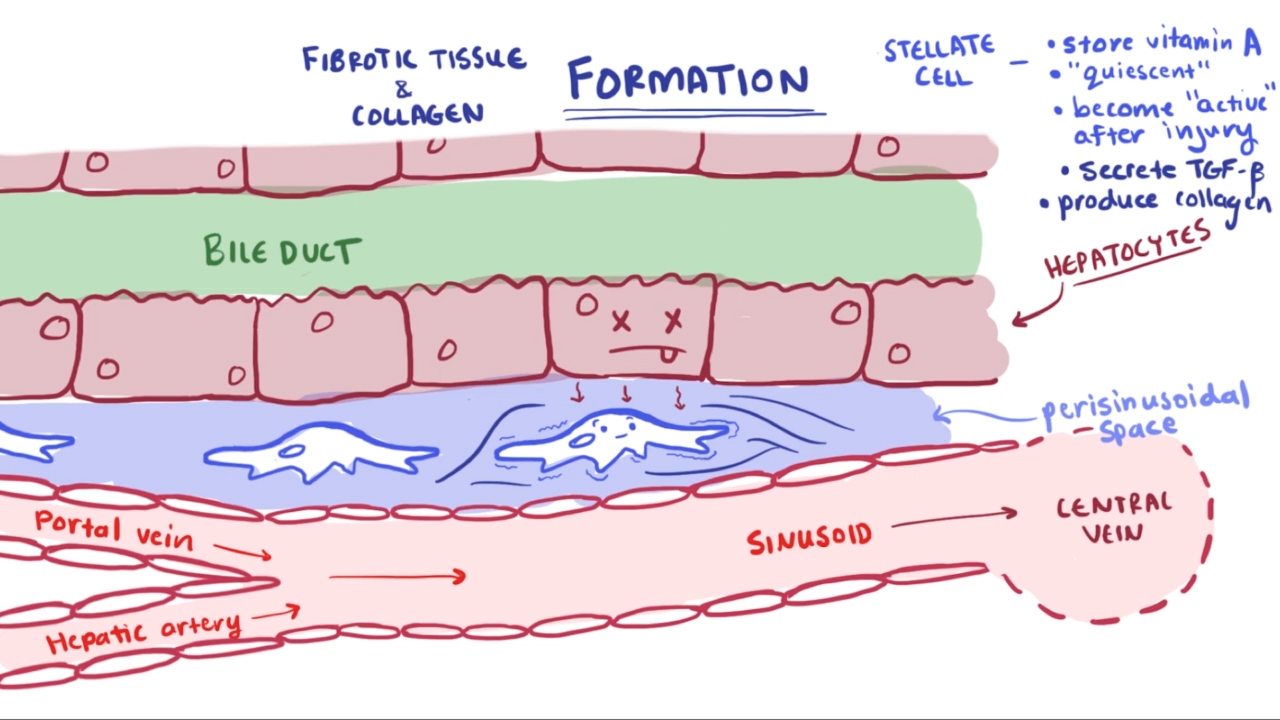 FIBROTIC TISSUE
&
COLLAGEN
FORMATION
STELLATE
CELL
-
• store vitamin A
• "quiescent"
• become "active"
after injury
• secrete TGF-β
• produce collagen
HEPATOCYTES
BILE DUCT
perisinusoidal
space
Portal vein
Hepatic artery
SINUSOID
CENTRAL
VEIN